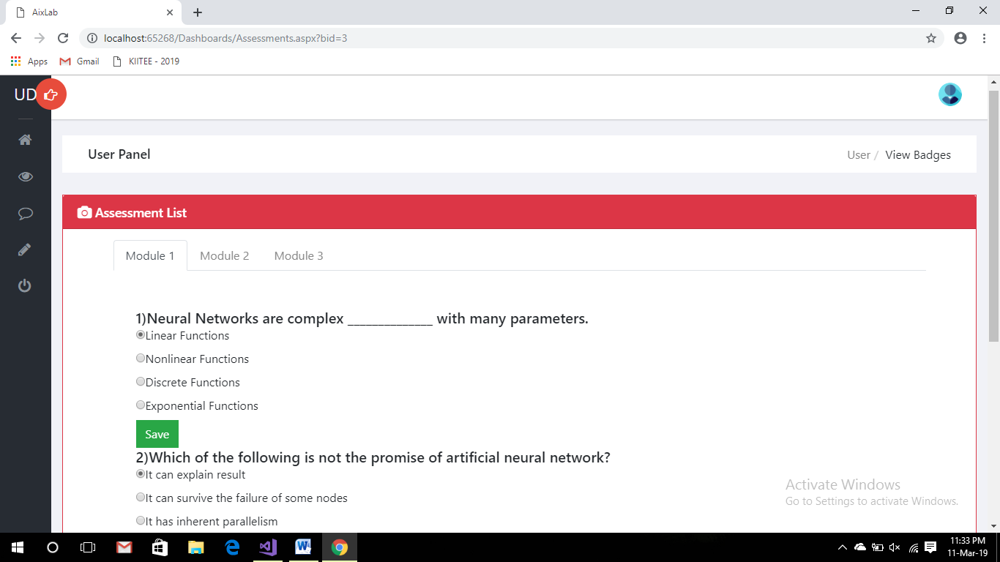 AixLab
localhost:65268/Dashboards/Assessments.aspx?bid=3
Apps Gmail KIITEE - 2019
UD
User Panel
User / View Badges
Assessment List
Module 1 Module 2 Module 3
1)Neural Networks are complex ______________ with many parameters.
Linear Functions
Nonlinear Functions
Discrete Functions
Exponential Functions
Save
2)Which of the following is not the promise of artificial neural network?
It can explain result
It can survive the failure of some nodes
It has inherent parallelism
Activate Windows
Go to Settings to activate Windows.
11:33 PM
11-Mar-19